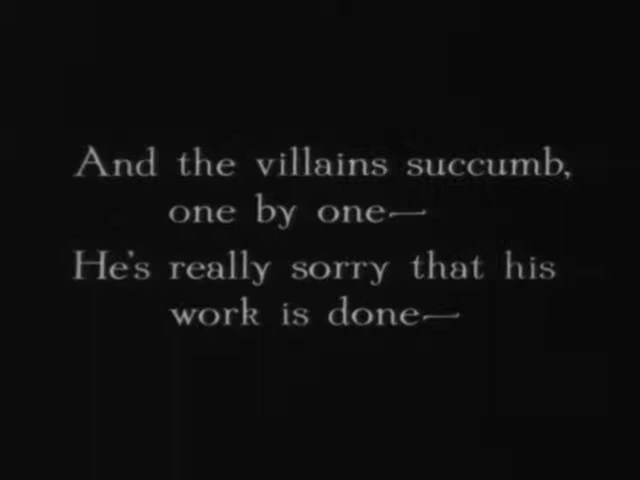 And the villains succumb,
one by one—
He's really sorry that his
work is done—